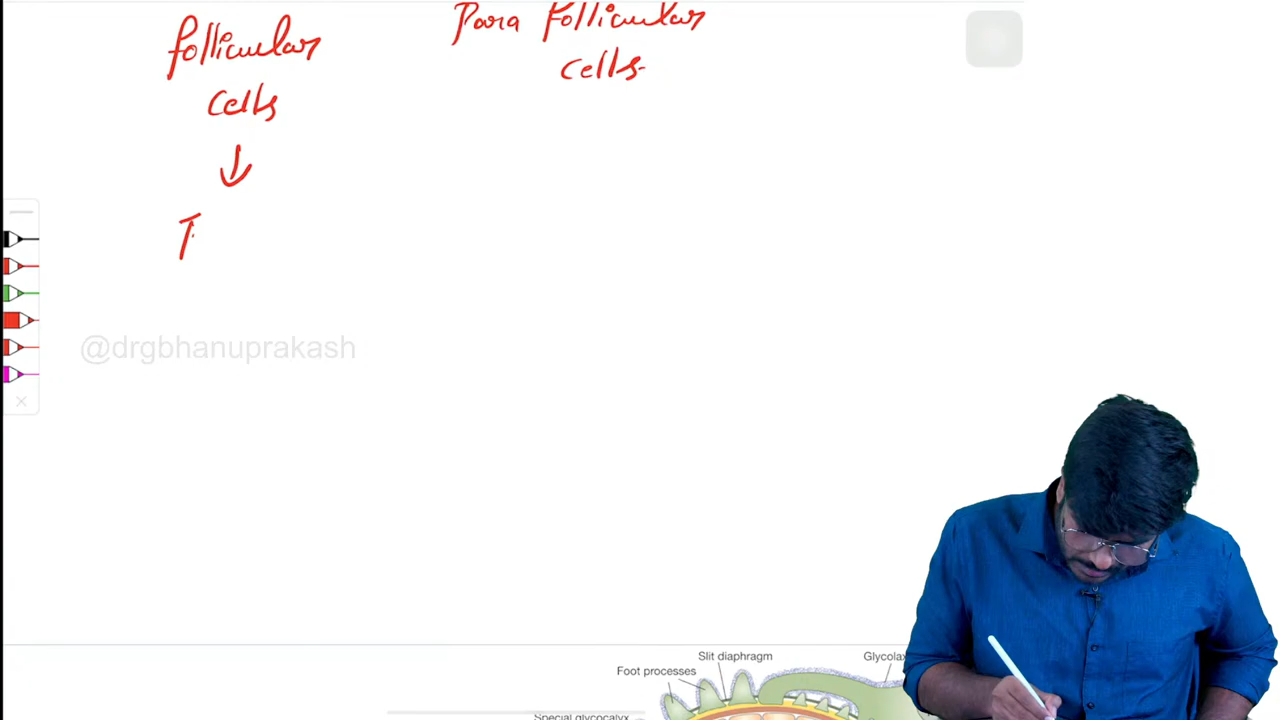 follicular
cells
Para follicular
cells
T
@drgbhanuprakash
Slit diaphragm
Foot processes
Special glycocalyx